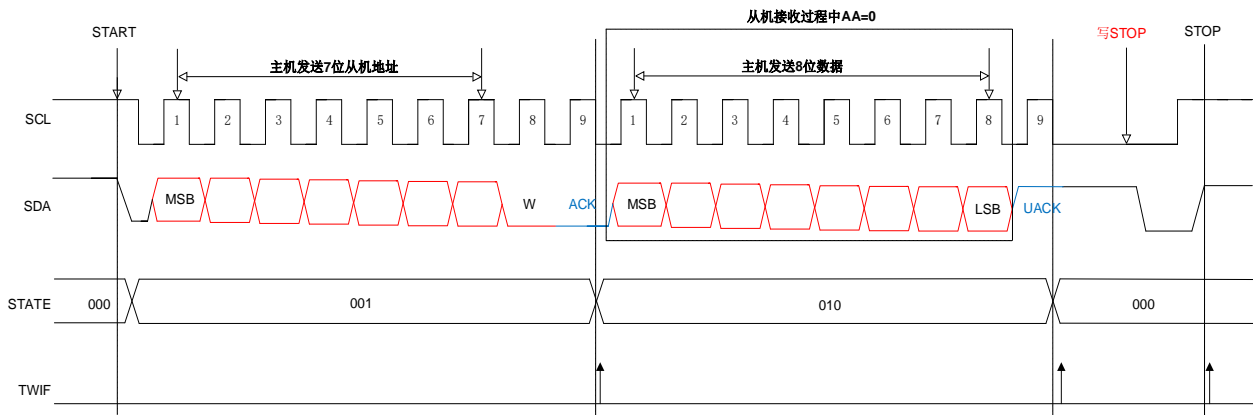 从机接收过程中AA=0
START
写STOP
STOP
主机发送7位从机地址
主机发送8位数据
SCL
1 2 3 4 5 6 7 8 9 1 2 3 4 5 6 7 8 9
SDA
MSB W ACK MSB LSB UACK
STATE
000 001 010 000
TWIF